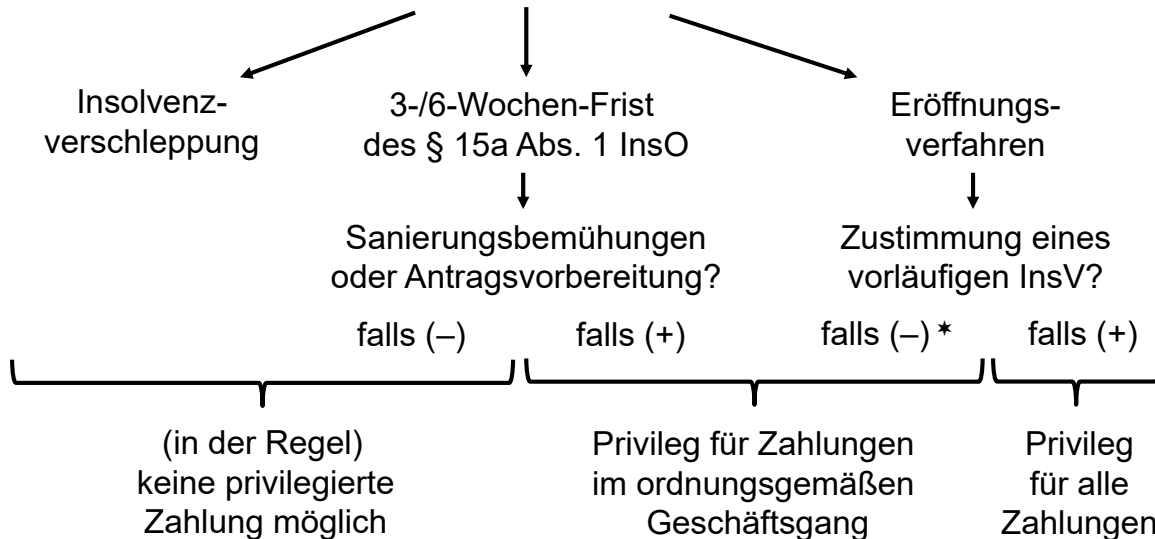 Insolvenz-
verschleppung
3-/6-Wochen-Frist
des § 15a Abs. 1 InsO
Eröffnungs-
verfahren
Sanierungsbemühungen
oder Antragsvorbereitung?
Zustimmung eines
vorläufigen InsV?
falls (–)
falls (+)
falls (–) ★
falls (+)
(in der Regel)
keine privilegierte
Zahlung möglich
Privileg für Zahlungen
im ordnungsgemäßen
Geschäftsgang
Privileg
für alle
Zahlungen